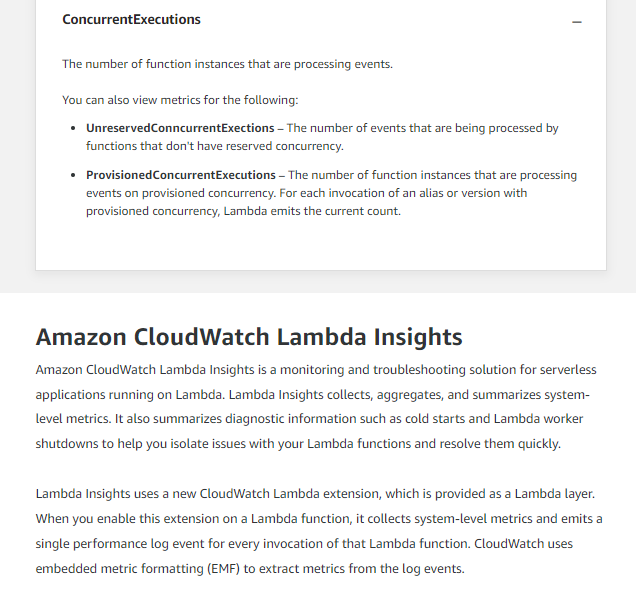 ConcurrentExecutions
The number of function instances that are processing events.
You can also view metrics for the following:
• UnreservedConncurrentExections – The number of events that are being processed by
functions that don't have reserved concurrency.
• ProvisionedConcurrentExecutions – The number of function instances that are processing
events on provisioned concurrency. For each invocation of an alias or version with
provisioned concurrency, Lambda emits the current count.
Amazon CloudWatch Lambda Insights
Amazon CloudWatch Lambda Insights is a monitoring and troubleshooting solution for serverless
applications running on Lambda. Lambda Insights collects, aggregates, and summarizes system-
level metrics. It also summarizes diagnostic information such as cold starts and Lambda worker
shutdowns to help you isolate issues with your Lambda functions and resolve them quickly.
Lambda Insights uses a new CloudWatch Lambda extension, which is provided as a Lambda layer.
When you enable this extension on a Lambda function, it collects system-level metrics and emits a
single performance log event for every invocation of that Lambda function. CloudWatch uses
embedded metric formatting (EMF) to extract metrics from the log events.